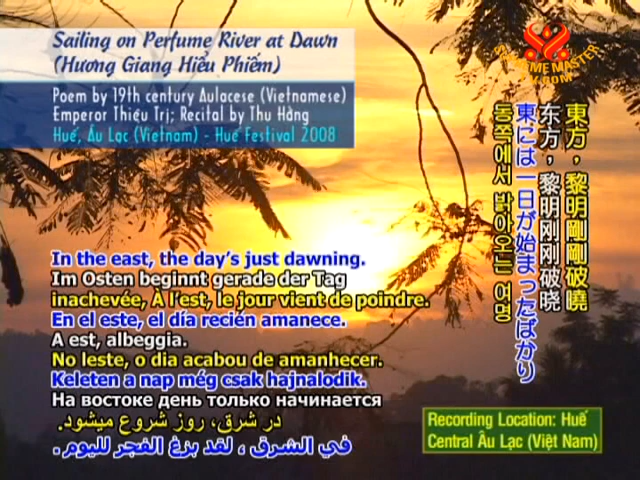 Sailing on Perfume River at Dawn
(Hương Giang Hiểu Phiếm)
Poem by 19th century Aulacese (Vietnamese)
Emperor Thiệu Trị; Recital by Thu Hằng
Huế, Âu Lạc (Vietnam) - Huế Festival 2008
SUPREME MASTER
TV.COM
東方，黎明剛剛破曉
东方，黎明刚刚破晓
東には一日が始まったばかり
동쪽에서 밝아오는 여명
In the east, the day's just dawning.
Im Osten beginnt gerade der Tag
inachevée, À l'est, le jour vient de poindre.
En el este, el día recién amanece.
A est, albeggia.
No leste, o dia acabou de amanhecer.
Keleten a nap még csak hajnalodik.
На востоке день только начинается
در شرق، روز شروع میشود.
في الشرق ، لقد بزغ الفجر لليوم .
Recording Location: Huế
Central Âu Lạc (Việt Nam)